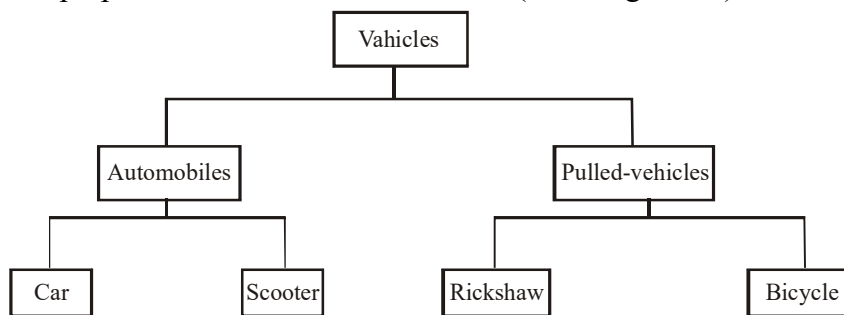 Vahicles
Automobiles
Pulled-vehicles
Car
Scooter
Rickshaw
Bicycle